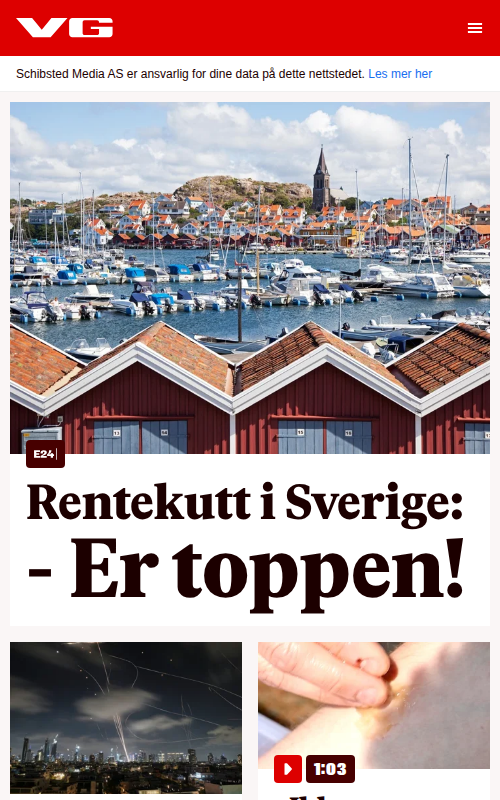 VG
Schibsted Media AS er ansvarlig for dine data på dette nettstedet. Les mer her
E24
Rentekutt i Sverige:
- Er toppen!
1:03